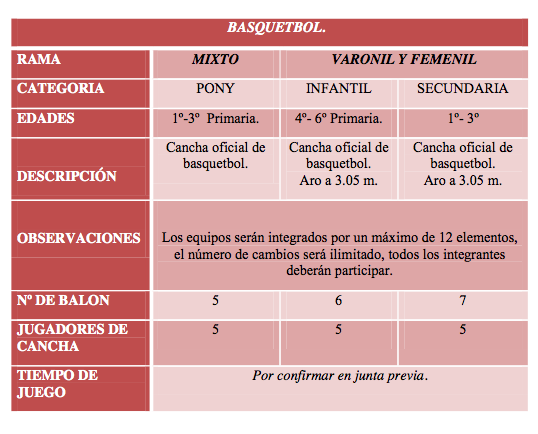 BASQUETBOL.
RAMA MIXTO VARONIL Y FEMENIL
CATEGORIA PONY INFANTIL SECUNDARIA
EDADES 1º-3º Primaria. 4º- 6º Primaria. 1º- 3º
DESCRIPCIÓN
Cancha oficial de
basquetbol.
Cancha oficial de
basquetbol.
Aro a 3.05 m.
Cancha oficial de
basquetbol.
Aro a 3.05 m.
OBSERVACIONES
Los equipos serán integrados por un máximo de 12 elementos,
el número de cambios será ilimitado, todos los integrantes
deberán participar.
Nº DE BALON 5 6 7
JUGADORES DE
CANCHA
5 5 5
TIEMPO DE
JUEGO
Por confirmar en junta previa.